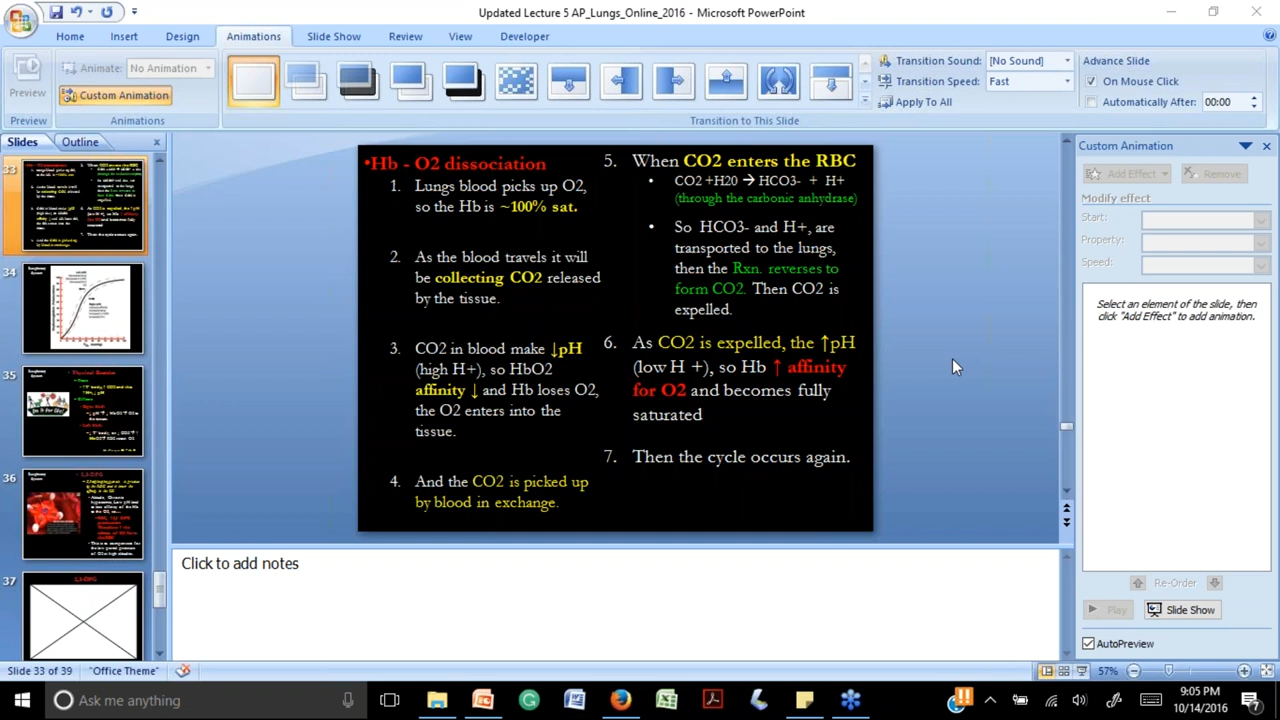 Updated Lecture 5 AP_Lungs_Online_2016 - Microsoft PowerPoint
Home Insert Design Animations Slide Show Review View Developer
Preview
Animate: No Animation
Custom Animation
Transition Sound: [No Sound]
Transition Speed: Fast
Apply To All
Advance Slide
On Mouse Click
Automatically After: 00:00
Preview Animations Transition to This Slide
Slides Outline
33
34
35
36
37
•Hb - O2 dissociation
1. Lungs blood picks up O2,
so the Hb is ~100% sat.
2. As the blood travels it will
be collecting CO2 released
by the tissue.
3. CO2 in blood make ↓pH
(high H+), so HbO2
affinity ↓ and Hb loses O2,
the O2 enters into the
tissue.
4. And the CO2 is picked up
by blood in exchange.
5. When CO2 enters the RBC
• CO2 +H20 → HCO3- + H+
(through the carbonic anhydrase)
• So HCO3- and H+, are
transported to the lungs,
then the Rxn. reverses to
form CO2. Then CO2 is
expelled.
6. As CO2 is expelled, the ↑pH
(low H +), so Hb ↑ affinity
for O2 and becomes fully
saturated
7. Then the cycle occurs again.
Click to add notes
Custom Animation
Add Effect Remove
Modify effect
Start:
Property:
Speed:
Select an element of the slide, then
click "Add Effect" to add animation.
Re-Order
Play Slide Show
AutoPreview
Slide 33 of 39 "Office Theme" 57%
Ask me anything
9:05 PM
10/14/2016